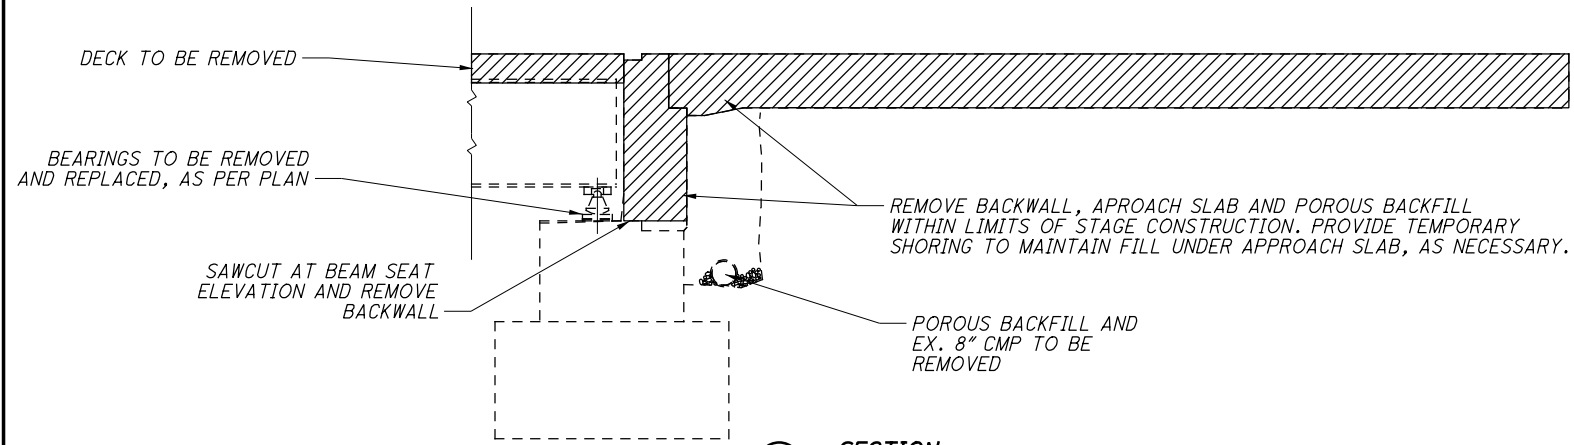 DECK TO BE REMOVED
BEARINGS TO BE REMOVED
AND REPLACED, AS PER PLAN
REMOVE BACKWALL, APROACH SLAB AND POROUS BACKFILL
WITHIN LIMITS OF STAGE CONSTRUCTION. PROVIDE TEMPORARY
SHORING TO MAINTAIN FILL UNDER APPROACH SLAB, AS NECESSARY.
SAWCUT AT BEAM SEAT
ELEVATION AND REMOVE
BACKWALL
POROUS BACKFILL AND
EX. 8" CMP TO BE
REMOVED
SECTION